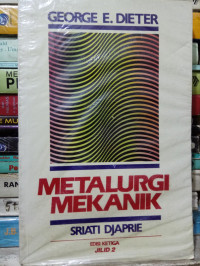 GEORGE E. DIETER
METALURGI
MEKANIK
SRIATI DJAPRIE
EDISI KETIGA
JILID 2